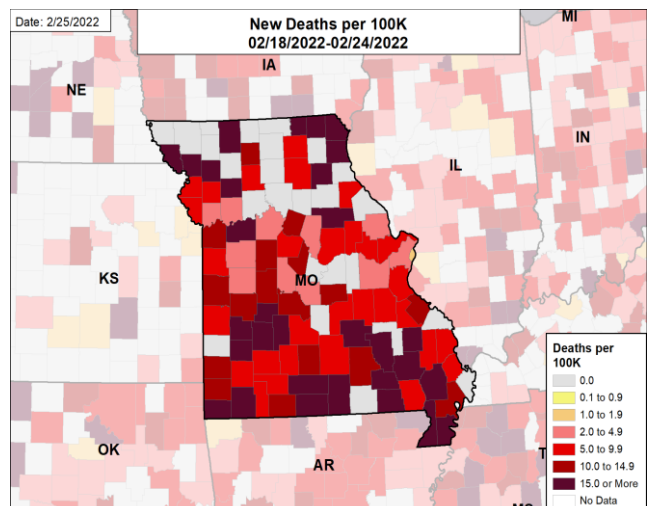 Date: 2/25/2022
New Deaths per 100K
02/18/2022-02/24/2022
MI
IA
NE
IN
IL
KS
MO
Deaths per
100K
0.0
0.1 to 0.9
1.0 to 1.9
2.0 to 4.9
5.0 to 9.9
10.0 to 14.9
15.0 or More
No Data
OK
AR